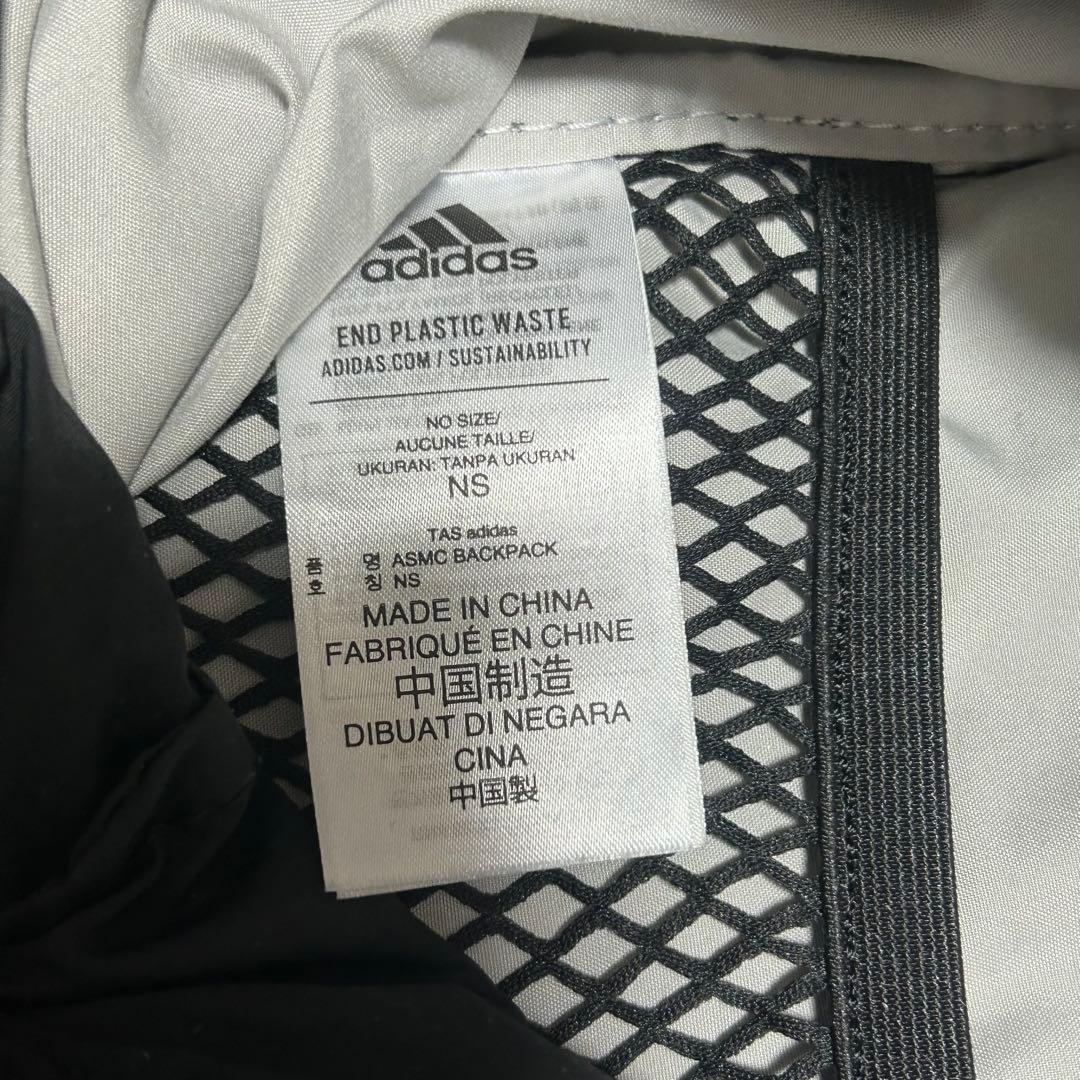 adidas
END PLASTIC WASTE
ADIDAS.COM / SUSTAINABILITY
NO SIZE/
AUCUNE TAILLE/
UKURAN: TANPA UKURAN
NS
TAS adidas
품 명 ASMC BACKPACK
호 칭 NS
MADE IN CHINA
FABRIQUÉ EN CHINE
中国制造
DIBUAT DI NEGARA
CINA
中国製